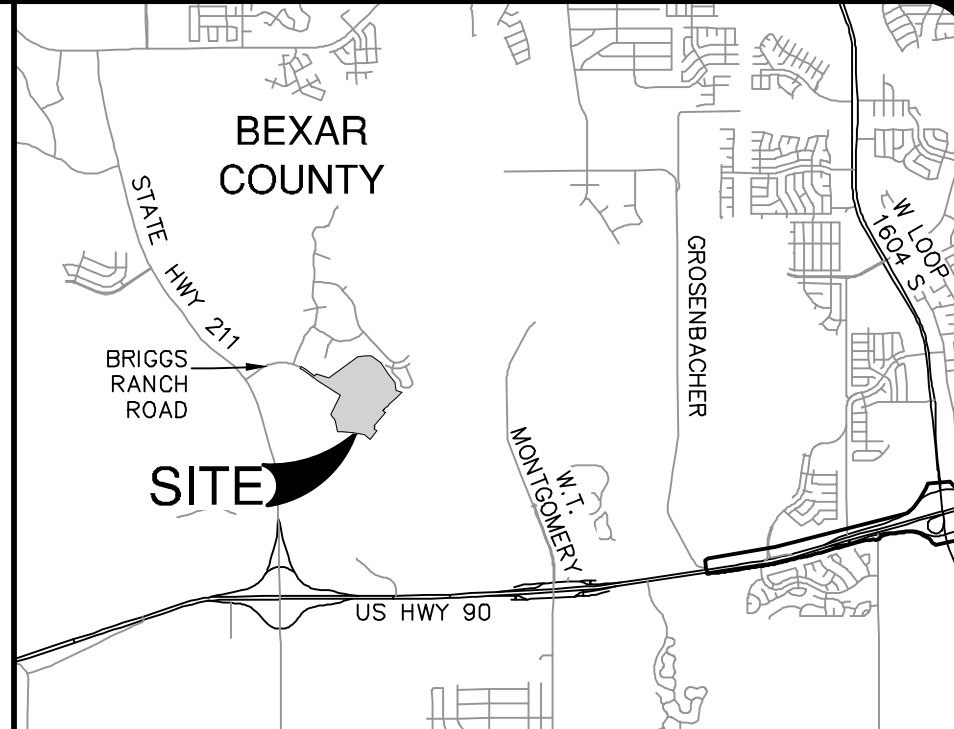 BEXAR
COUNTY
STATE HWY 211
W LOOP
1604 S
GROSENBACHER
BRIGGS
RANCH
ROAD
SITE
W.T.
MONTGOMERY
US HWY 90